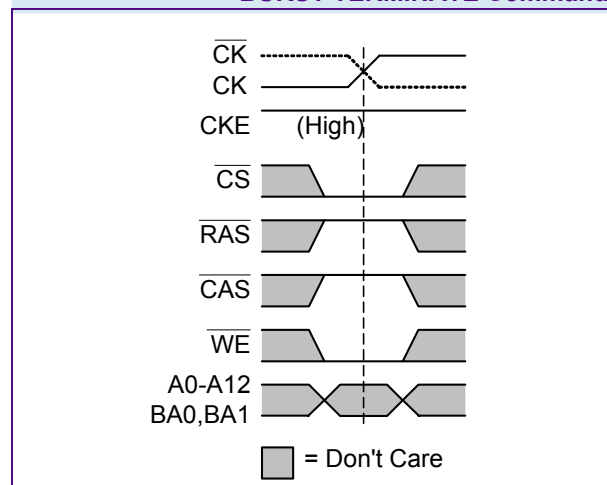 BURST TERMINATE Command
CK
CK
CKE (High)
CS
RAS
CAS
WE
A0-A12
BA0,BA1
= Don't Care